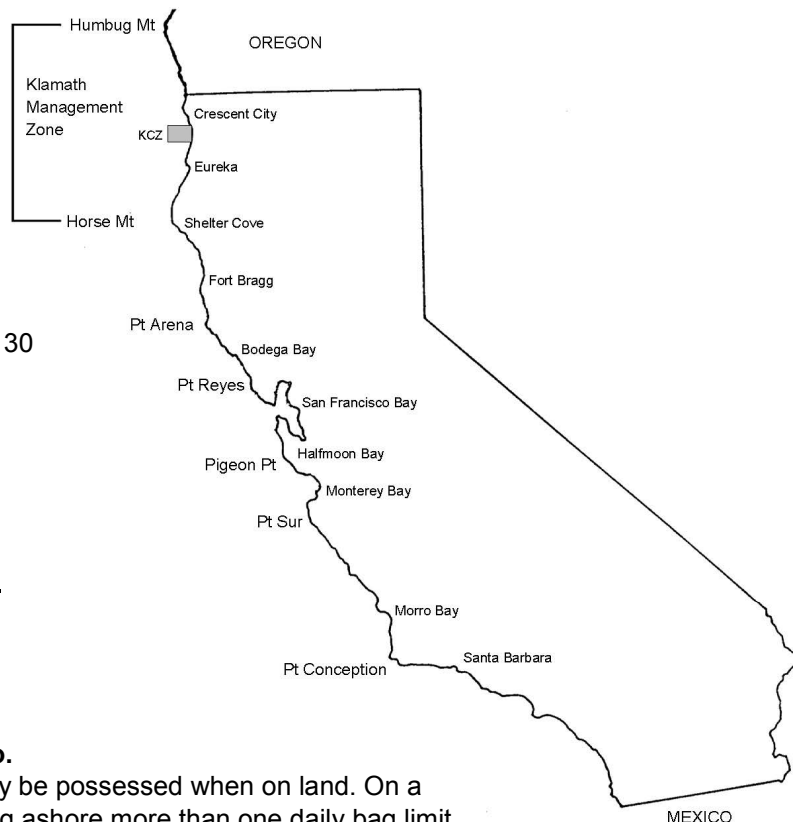 Humbug Mt
OREGON
Klamath
Management
Zone
Crescent City
KCZ
Eureka
Horse Mt
Shelter Cove
Fort Bragg
Pt Arena
30
Bodega Bay
Pt Reyes
San Francisco Bay
Halfmoon Bay
Pigeon Pt
Monterey Bay
Pt Sur
Morro Bay
Santa Barbara
Pt Conception
y be possessed when on land. On a
g ashore more than one daily bag limit
MEXICO